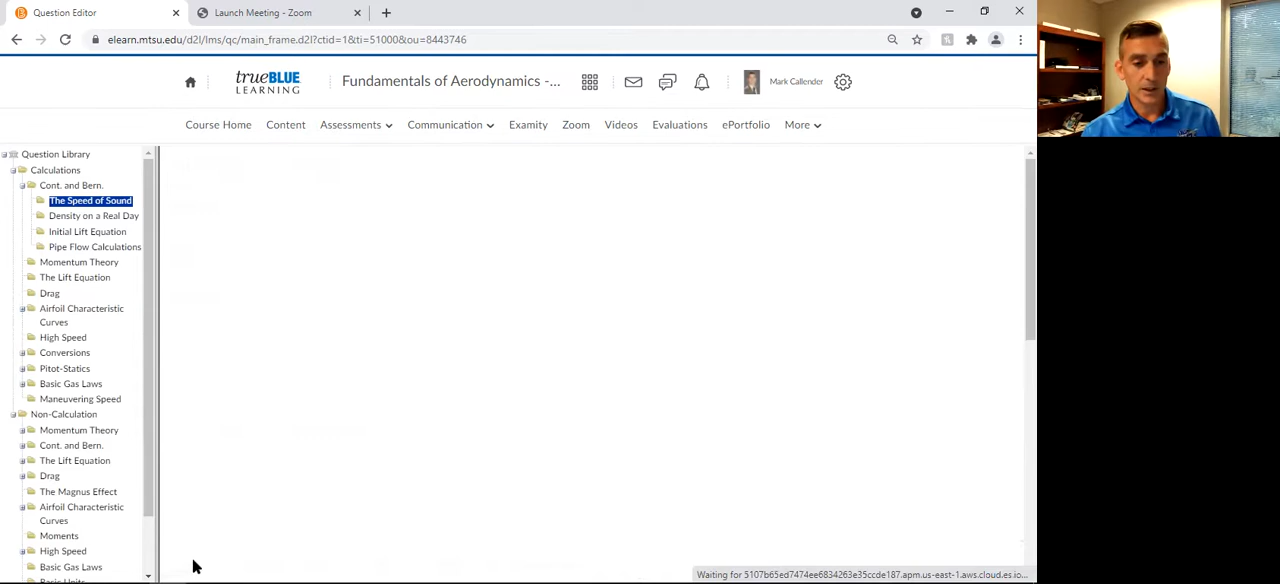 Question Editor
Launch Meeting - Zoom
elearn.mtsu.edu/d2l/lms/qc/main_frame.d2l?ctid=1&ti=51000&ou=8443746
trueBLUE
LEARNING
Fundamentals of Aerodynamics -...
Mark Callender
Course Home
Content
Assessments
Communication
Examity
Zoom
Videos
Evaluations
ePortfolio
More
Question Library
Calculations
Cont. and Bern.
The Speed of Sound
Density on a Real Day
Initial Lift Equation
Pipe Flow Calculations
Momentum Theory
The Lift Equation
Drag
Airfoil Characteristic
Curves
High Speed
Conversions
Pitot-Statics
Basic Gas Laws
Maneuvering Speed
Non-Calculation
Momentum Theory
Cont. and Bern.
The Lift Equation
Drag
The Magnus Effect
Airfoil Characteristic
Curves
Moments
High Speed
Basic Gas Laws
Basic Units
Waiting for 5107b65ed7474ee6834263e35ccde187.apm.us-east-1.aws.cloud.es.io...